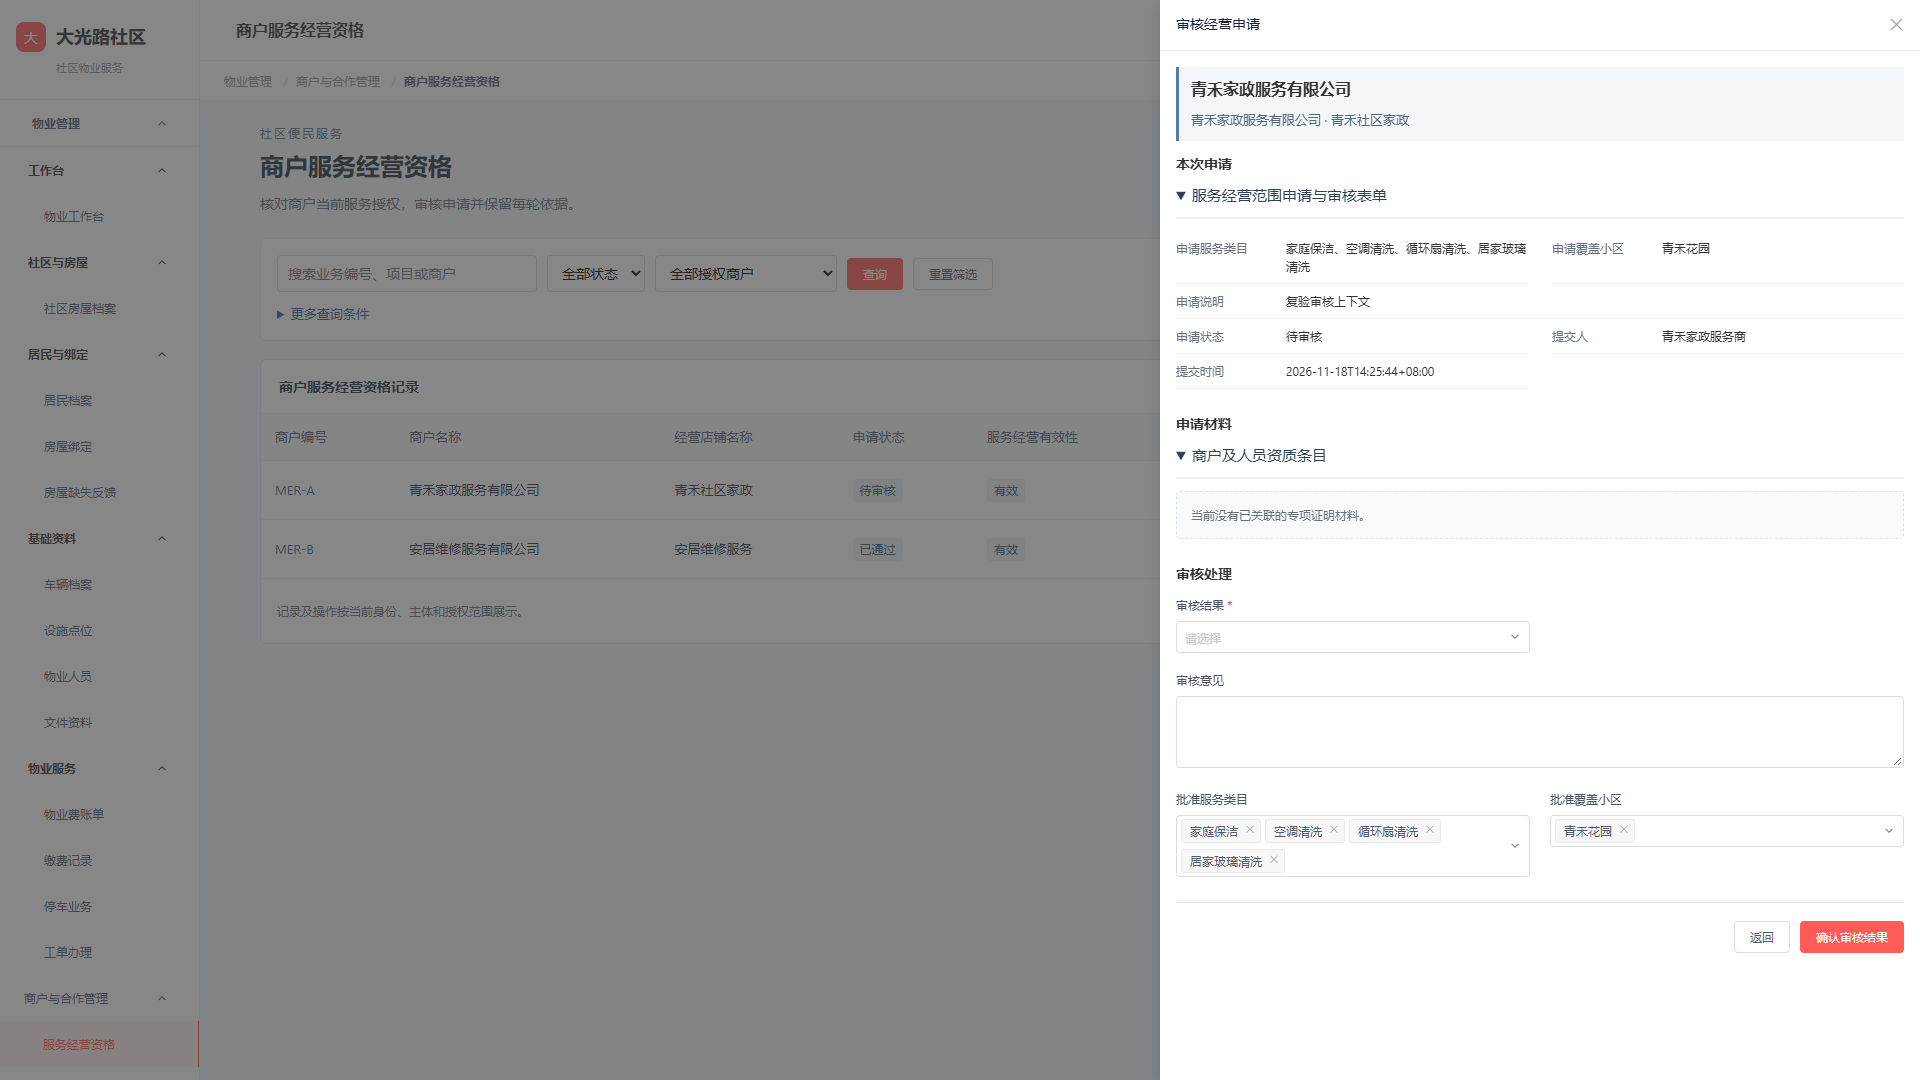 大
大光路社区
社区物业服务
物业管理
工作台
物业工作台
社区与房屋
社区房屋档案
居民与绑定
居民档案
房屋绑定
房屋缺失反馈
基础资料
车辆档案
设施点位
物业人员
文件资料
物业服务
物业费账单
缴费记录
停车业务
工单办理
商户与合作管理
服务经营资格
商户服务经营资格
物业管理 / 商户与合作管理 / 商户服务经营资格
社区便民服务
商户服务经营资格
核对商户当前服务授权，审核申请并保留每轮依据。
搜索业务编号、项目或商户
全部状态
全部授权商户
查询
重置筛选
更多查询条件
商户服务经营资格记录
商户编号 商户名称 经营店铺名称 申请状态 服务经营有效性
MER-A 青禾家政服务有限公司 青禾社区家政 待审核 有效
MER-B 安居维修服务有限公司 安居维修服务 已通过 有效
记录及操作按当前身份、主体和授权范围展示。
审核经营申请
青禾家政服务有限公司
青禾家政服务有限公司 · 青禾社区家政
本次申请
服务经营范围申请与审核表单
申请服务类目 家庭保洁、空调清洗、循环扇清洗、居家玻璃
清洗
申请覆盖小区 青禾花园
申请说明 复验审核上下文
申请状态 待审核 提交人 青禾家政服务商
提交时间 2026-11-18T14:25:44+08:00
申请材料
商户及人员资质条目
当前没有已关联的专项证明材料。
审核处理
审核结果 *
请选择
审核意见
批准服务类目
家庭保洁 空调清洗 循环扇清洗
居家玻璃清洗
批准覆盖小区
青禾花园
返回
确认审核结果